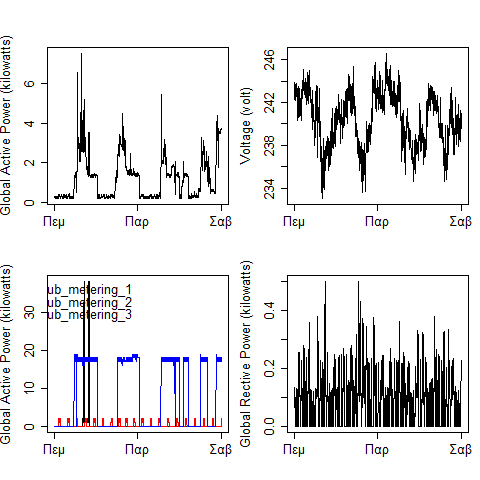 Global Active Power (kilowatts)
0 2 4 6
Πεμ Παρ Σαβ
Voltage (volt)
234 238 242 246
Πεμ Παρ Σαβ
Global Active Power (kilowatts)
0 10 20 30
ub_metering_1
ub_metering_2
ub_metering_3
Πεμ Παρ Σαβ
Global Rective Power (kilowatts)
0.0 0.2 0.4
Πεμ Παρ Σαβ